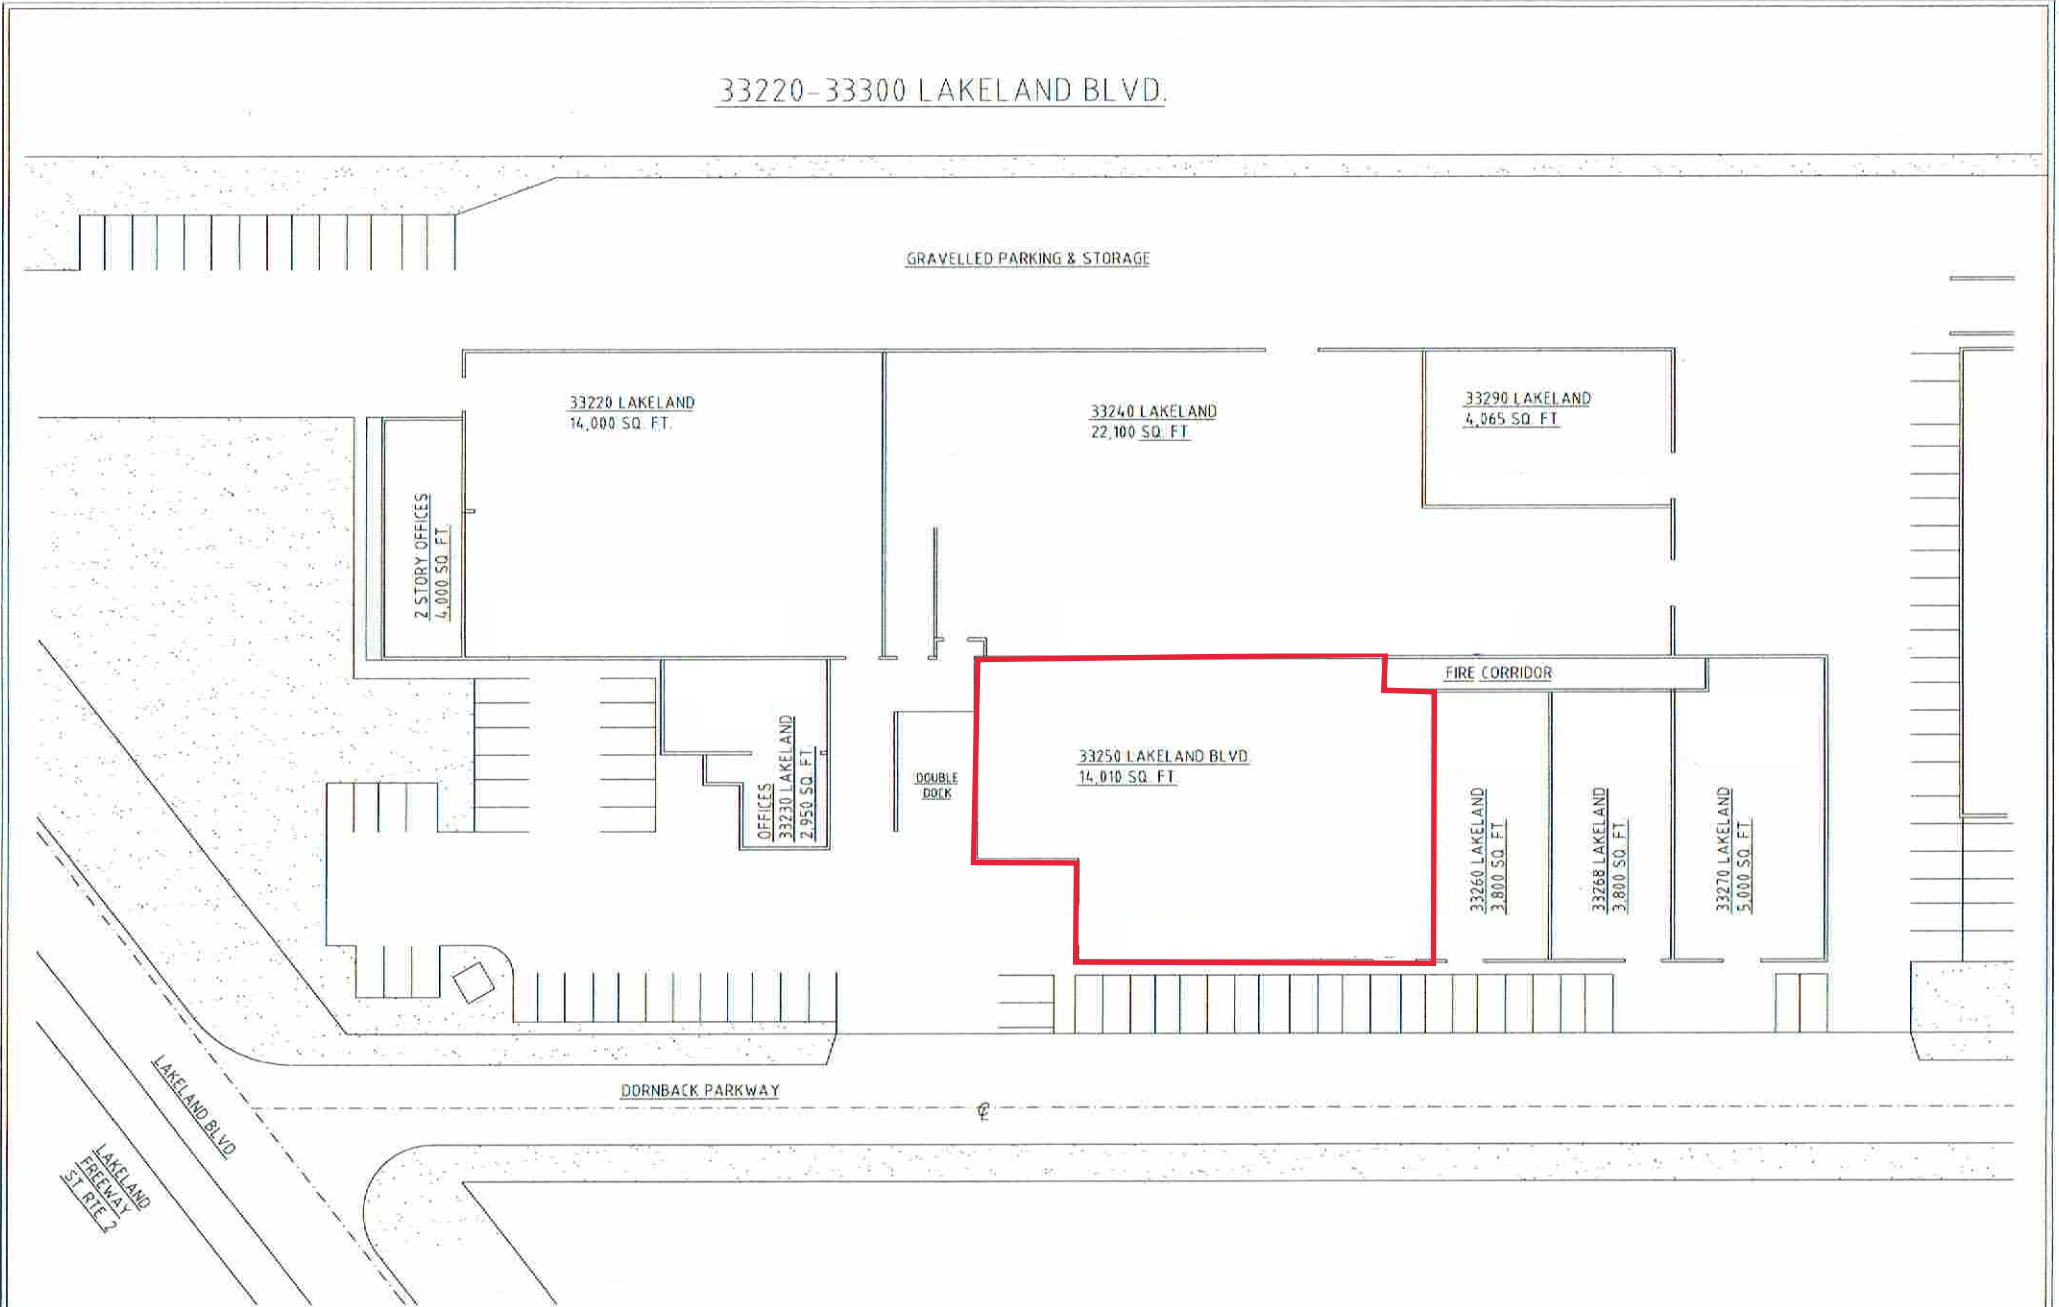 33220-33300 LAKELAND BLVD.
GRAVELLED PARKING & STORAGE
33220 LAKELAND
14,000 SQ. FT.
33240 LAKELAND
22,100 SQ. FT
33290 LAKELAND
4,065 SQ. FT
2 STORY OFFICES
4,000 SQ. FT.
FIRE CORRIDOR
OFFICES
33230 LAKELAND
2,950 SQ. FT.
DOUBLE
DOCK
33250 LAKELAND BLVD.
14,010 SQ. FT.
33260 LAKELAND
3,800 SQ. FT
33268 LAKELAND
3,800 SQ. FT
33270 LAKELAND
5,000 SQ. FT
DORNBACK PARKWAY
LAKELAND BLVD
LAKELAND
FREEWAY
ST. RTE. 2